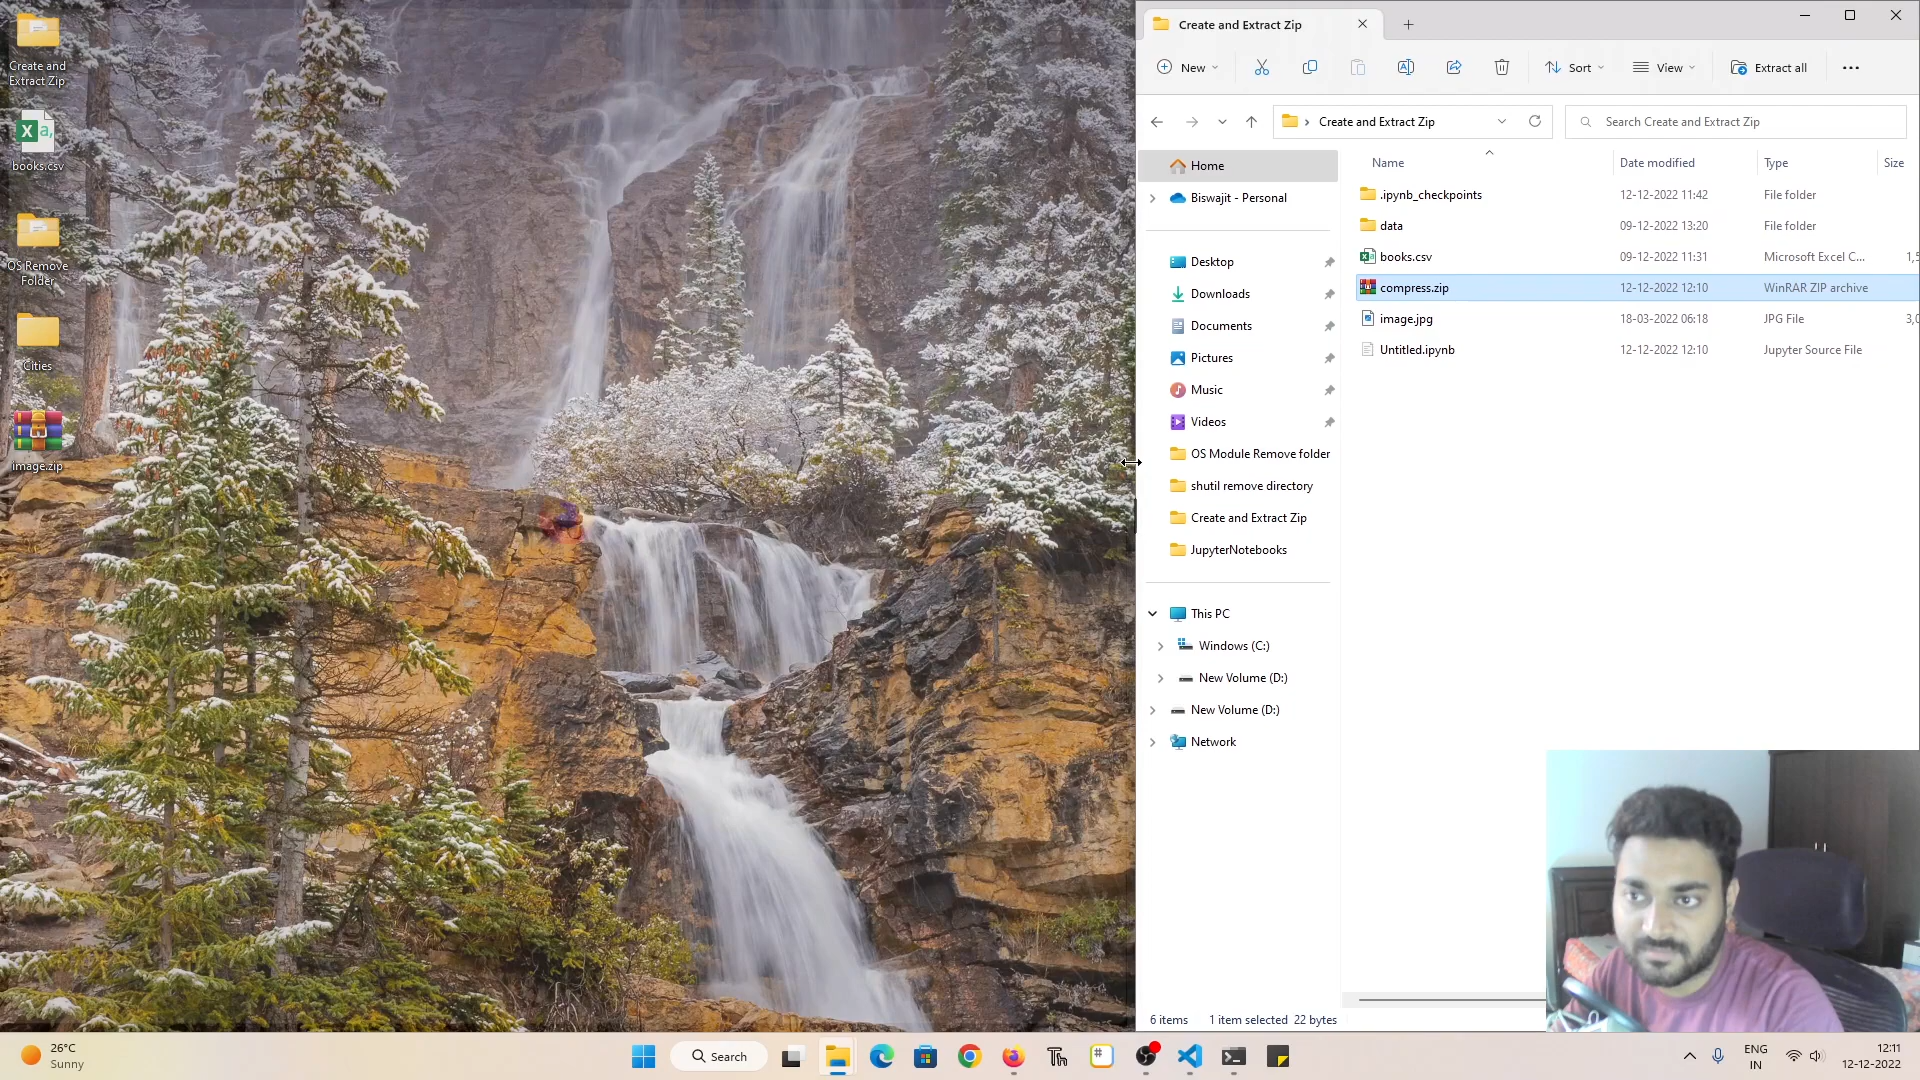 Create and
Extract Zip
books.csv
OS Remove
Folder
Cities
image.zip
Create and Extract Zip
New
Sort
View
Extract all
Create and Extract Zip
Search Create and Extract Zip
Home
Biswajit - Personal
Desktop
Downloads
Documents
Pictures
Music
Videos
OS Module Remove folder
shutil remove directory
Create and Extract Zip
JupyterNotebooks
This PC
Windows (C:)
New Volume (D:)
New Volume (D:)
Network
Name Date modified Type Size
.ipynb_checkpoints 12-12-2022 11:42 File folder
data 09-12-2022 13:20 File folder
books.csv 09-12-2022 11:31 Microsoft Excel C... 1,5
compress.zip 12-12-2022 12:10 WinRAR ZIP archive
image.jpg 18-03-2022 06:18 JPG File 3,0
Untitled.ipynb 12-12-2022 12:10 Jupyter Source File
6 items 1 item selected 22 bytes
26°C
Sunny
Search
ENG
IN
12:11
12-12-2022